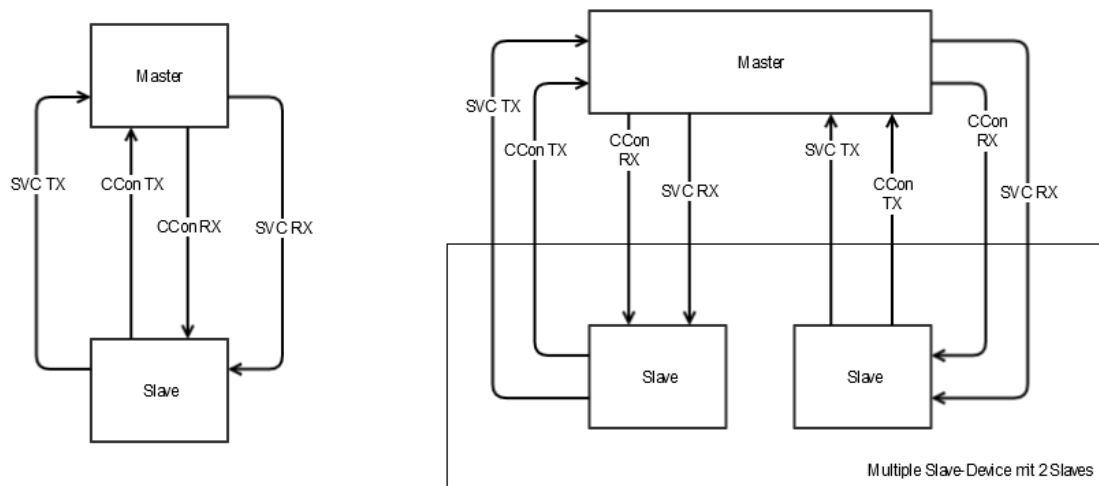 Master
SVC TX
CCon TX
CCon RX
SVC RX
Slave
Master
SVC TX
CCon TX
CCon
RX
SVC RX
SVC TX
CCon
TX
CCon
RX
SVC RX
Slave
Slave
Multiple Slave-Device mit 2 Slaves